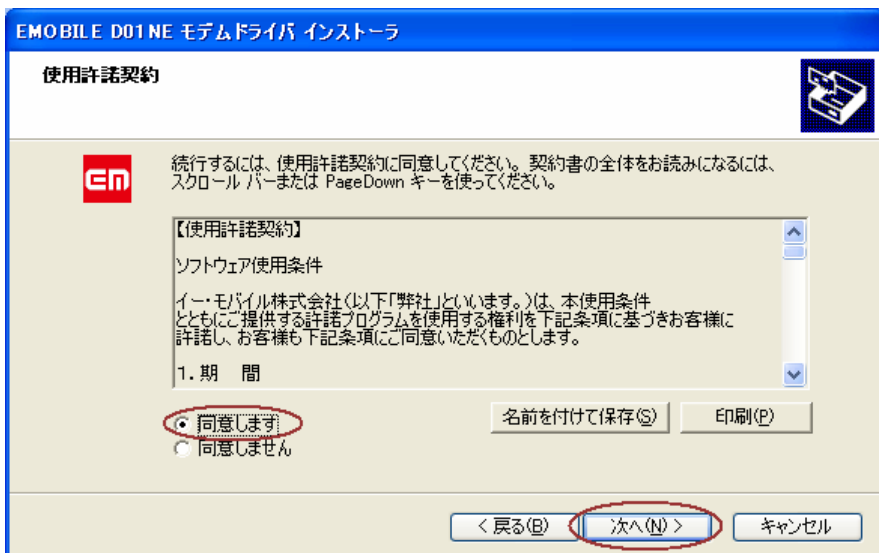 EMOBILE D01NE モデムドライバ インストーラ
使用許諾契約
EM
続行するには、使用許諾契約に同意してください。契約書の全体をお読みになるには、
スクロール バーまたは PageDown キーを使ってください。
【使用許諾契約】
ソフトウェア使用条件
イー・モバイル株式会社（以下「弊社」といいます。）は、本使用条件
とともにご提供する許諾プログラムを使用する権利を下記条項に基づきお客様に
許諾し、お客様も下記条項にご同意いただくものとします。
1.期　間
同意します
同意しません
名前を付けて保存(S)
印刷(P)
< 戻る(B)
次へ(N) >
キャンセル